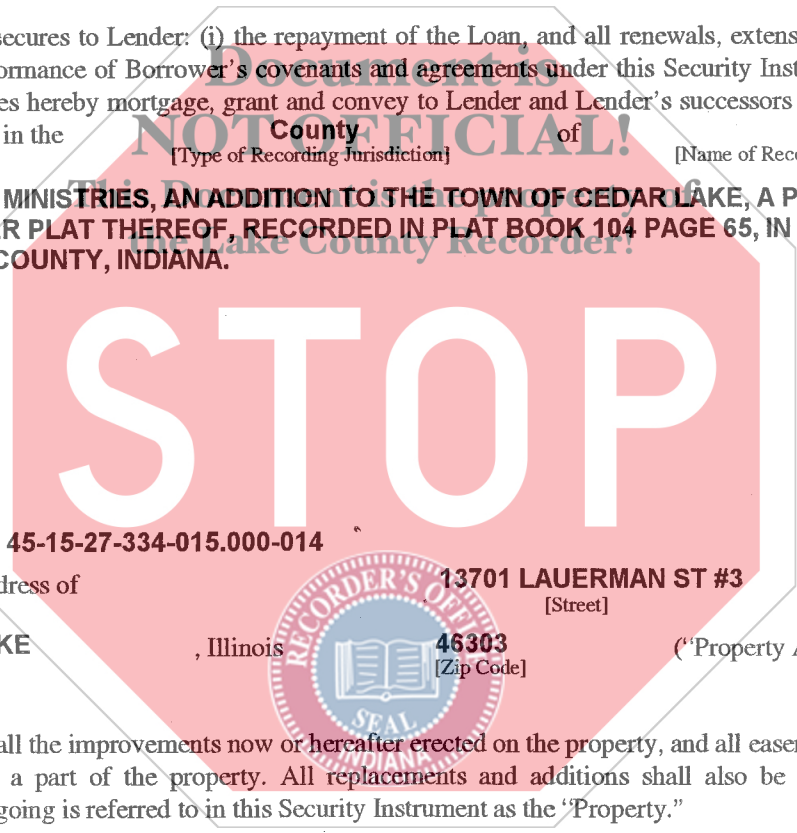 secures to Lender: (i) the repayment of the Loan, and all renewals, extens
ormance of Borrower's covenants and agreements under this Security Inst
es hereby mortgage, grant and convey to Lender and Lender's successors
in the County of
[Type of Recording Jurisdiction] [Name of Reco
MINISTRIES, AN ADDITION TO THE TOWN OF CEDAR LAKE, A P
ER PLAT THEREOF, RECORDED IN PLAT BOOK 104 PAGE 65, IN
COUNTY, INDIANA.
Document is
NOT OFFICIAL!
This Document is the property of
the Lake County Recorder!
STOP
45-15-27-334-015.000-014
dress of 13701 LAUERMAN ST #3
[Street]
KE , Illinois 46303 ("Property A
[Zip Code]
RECORDER'S OFFICE
SEAL
INDIANA
all the improvements now or hereafter erected on the property, and all easem
a part of the property. All replacements and additions shall also be
going is referred to in this Security Instrument as the "Property."